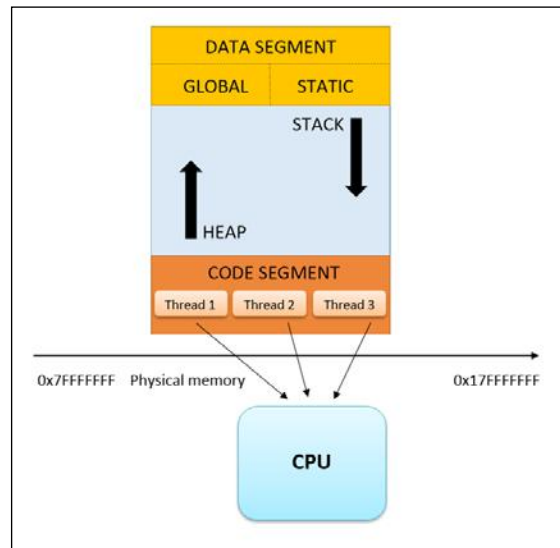 DATA SEGMENT
GLOBAL STATIC
STACK
HEAP
CODE SEGMENT
Thread 1 Thread 2 Thread 3
0x7FFFFFFF Physical memory 0x17FFFFFFF
CPU